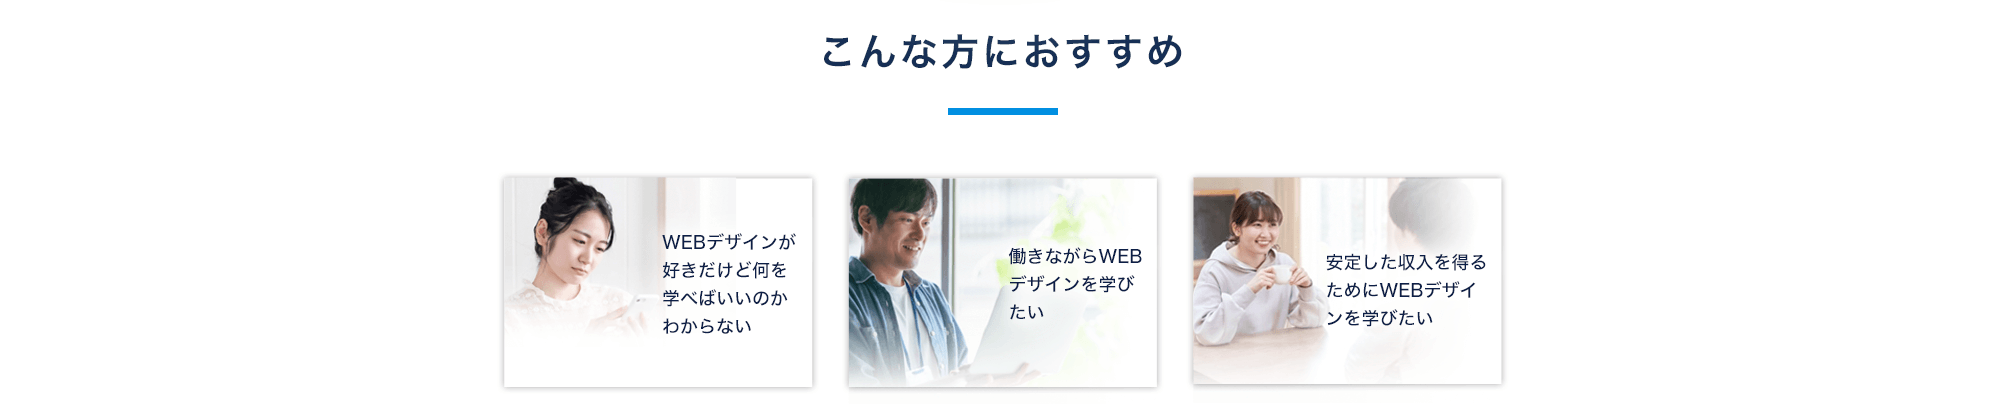 こんな方におすすめ
WEBデザインが
好きだけど何を
学べばいいのか
わからない
働きながらWEB
デザインを学び
たい
安定した収入を得る
ためにWEBデザイ
ンを学びたい